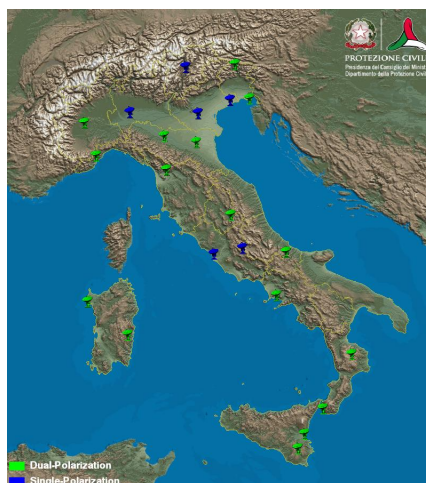 PROTEZIONE CIVILE
Presidenza del Consiglio dei Ministri
Dipartimento della Protezione Civile
Dual-Polarization
Single-Polarization